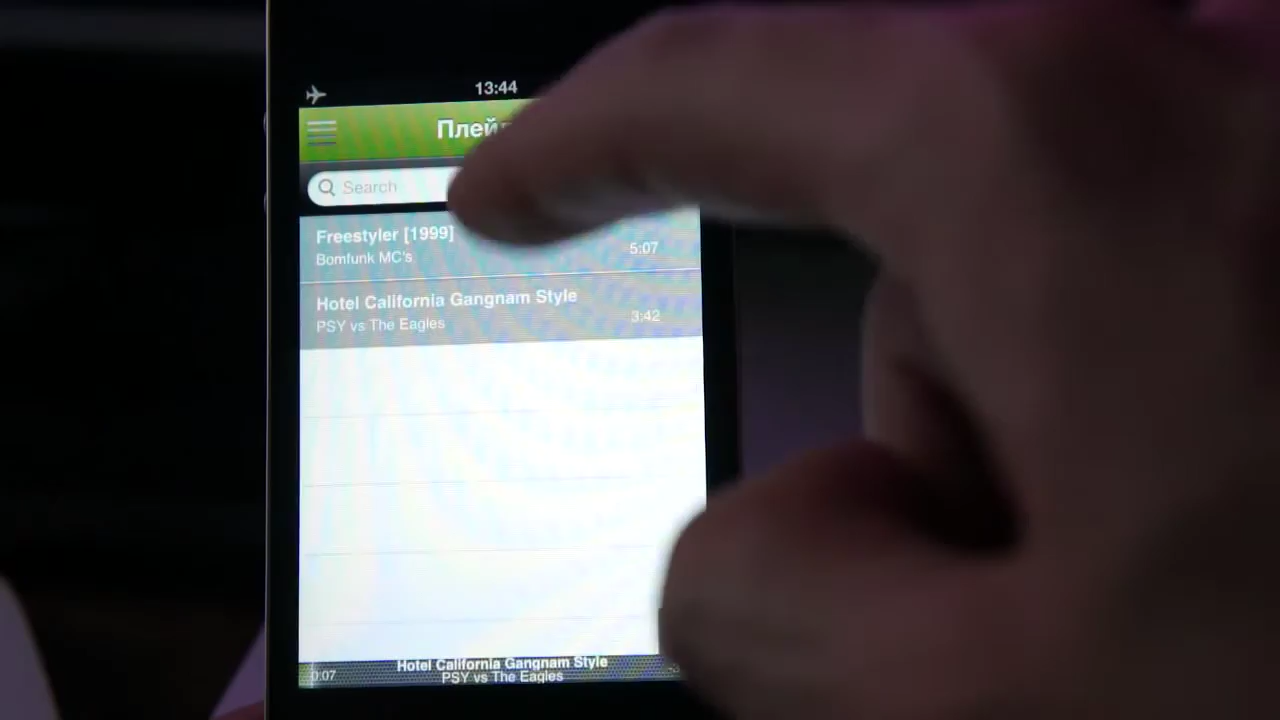 13:44
Search
Freestyler [1999]
Bomfunk MC's
5:07
Hotel California Gangnam Style
PSY vs The Eagles
3:42
0:07
Hotel California Gangnam Style
PSY vs The Eagles